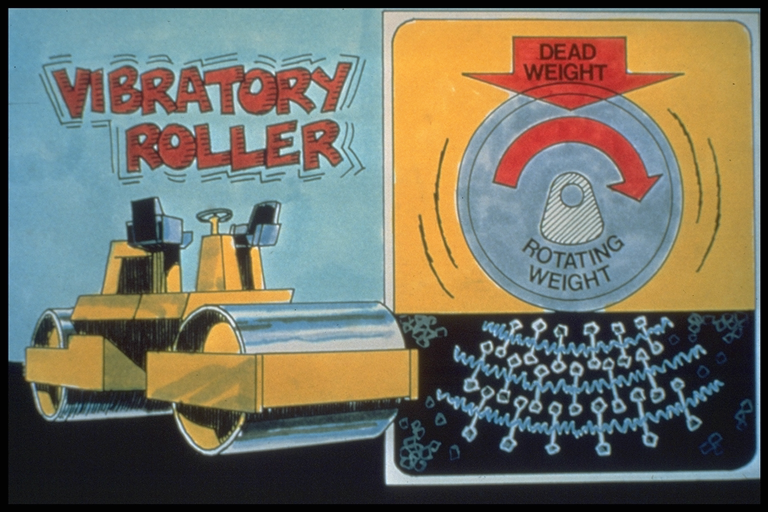 VIBRATORY
ROLLER
DEAD
WEIGHT
ROTATING
WEIGHT